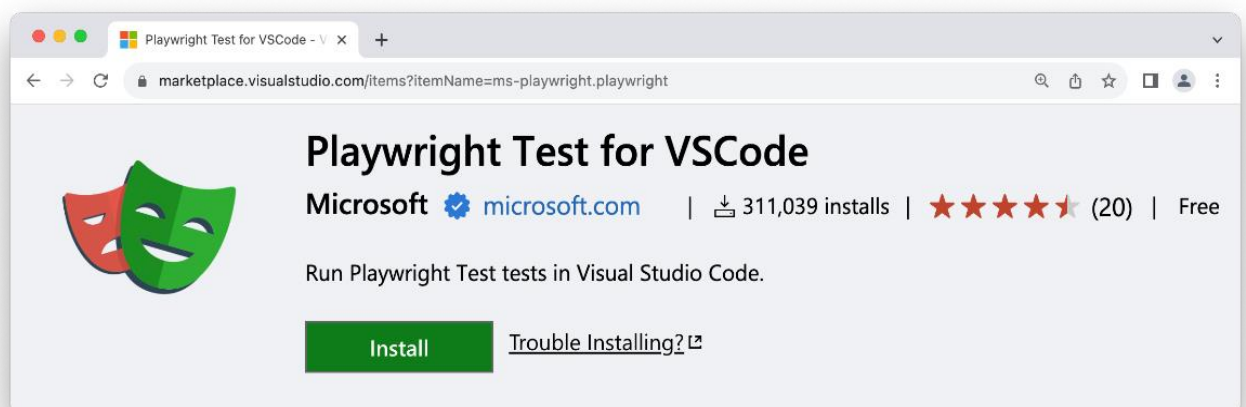 Playwright Test for VSCode - V
marketplace.visualstudio.com/items?itemName=ms-playwright.playwright
Playwright Test for VSCode
Microsoft microsoft.com | 311,039 installs | (20) | Free
Run Playwright Test tests in Visual Studio Code.
Install Trouble Installing?